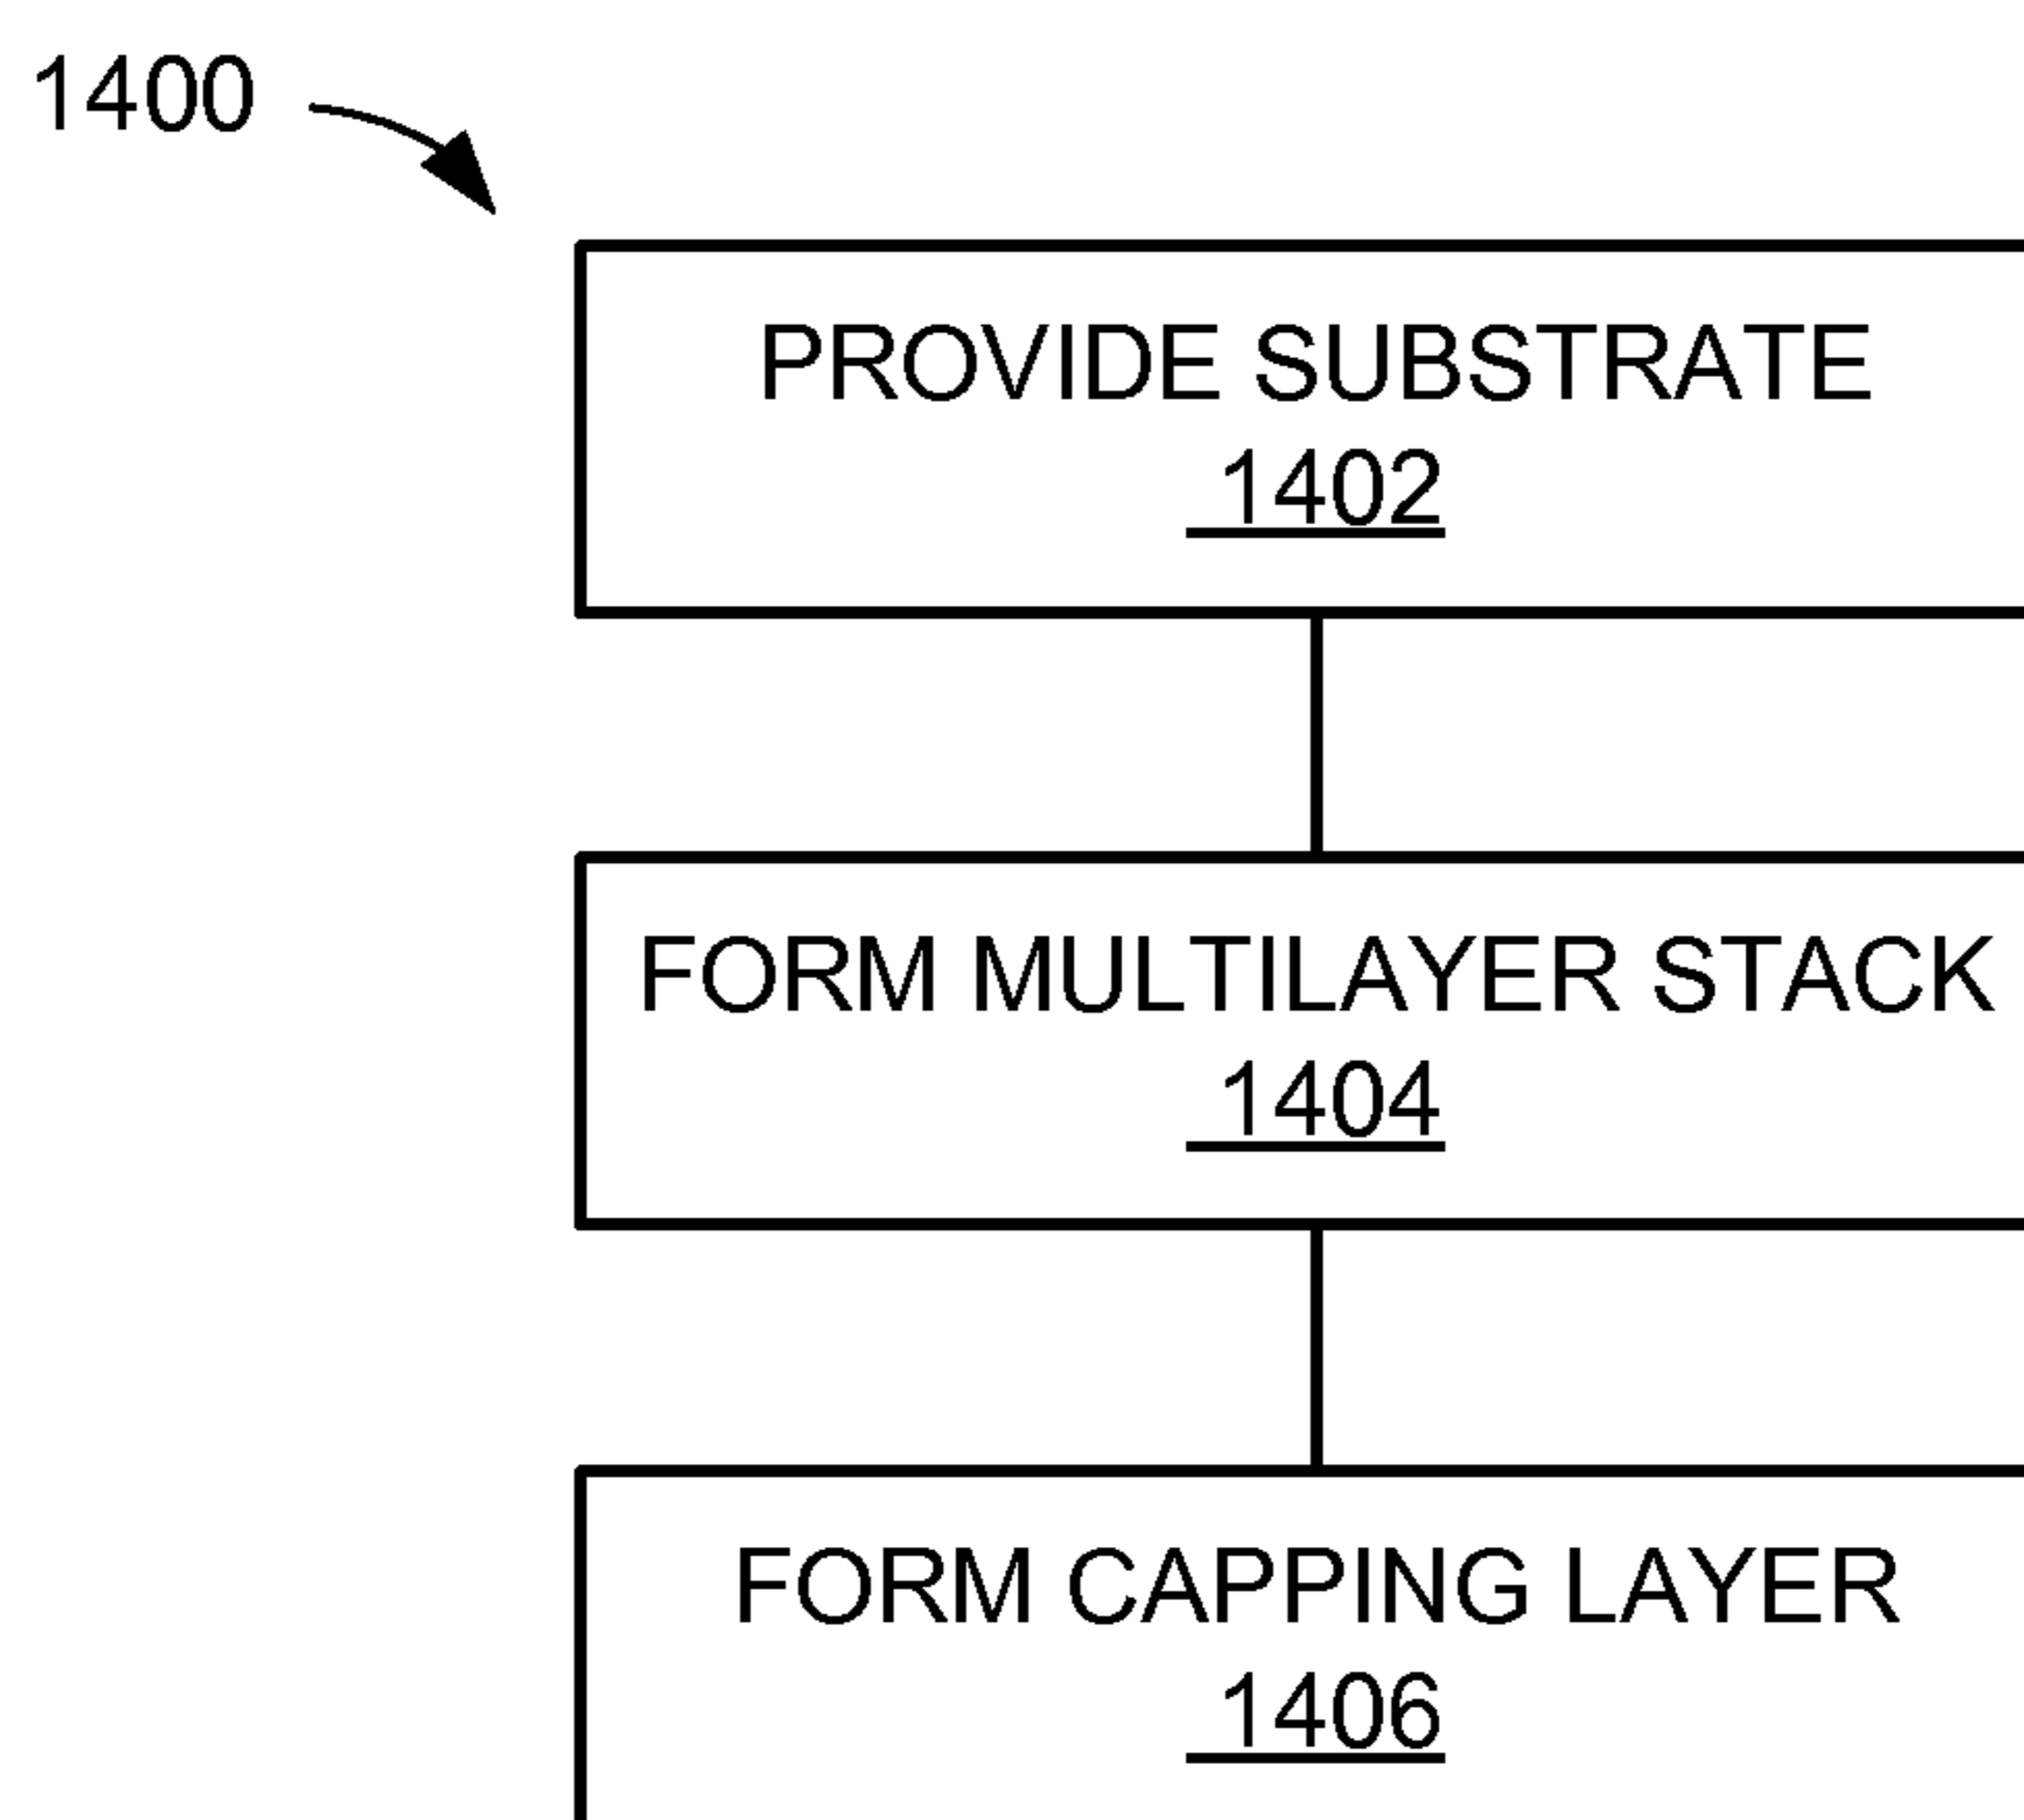 1400
PROVIDE SUBSTRATE
1402
FORM MULTILAYER STACK
1404
FORM CAPPING LAYER
1406